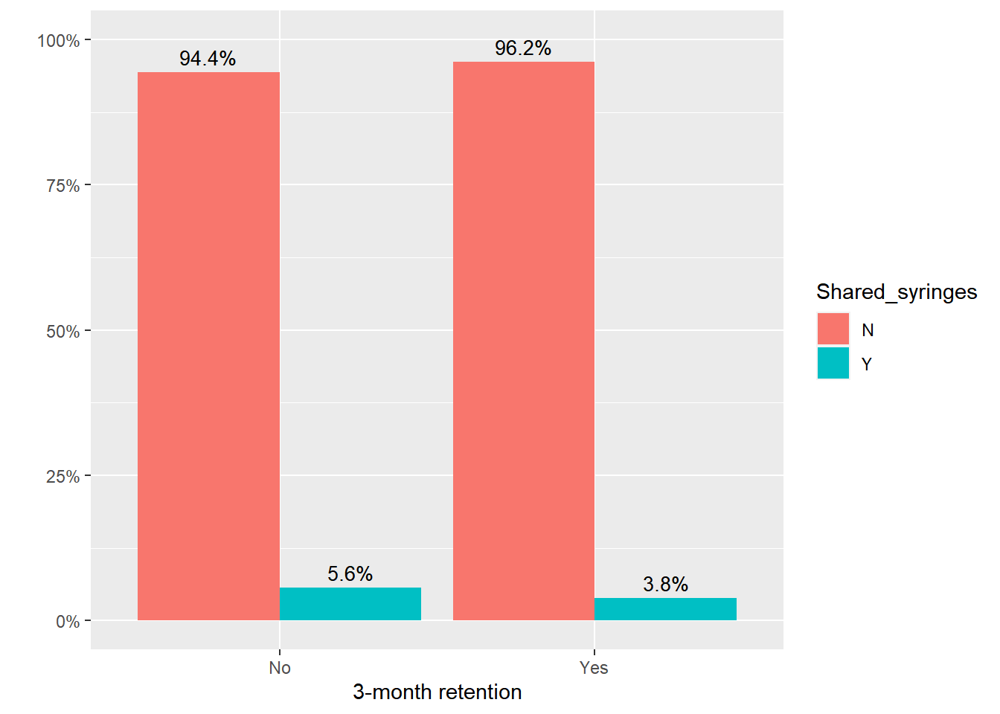 100%
75%
50%
25%
0%
94.4%
5.6%
96.2%
3.8%
No
Yes
3-month retention
Shared_syringes
N
Y